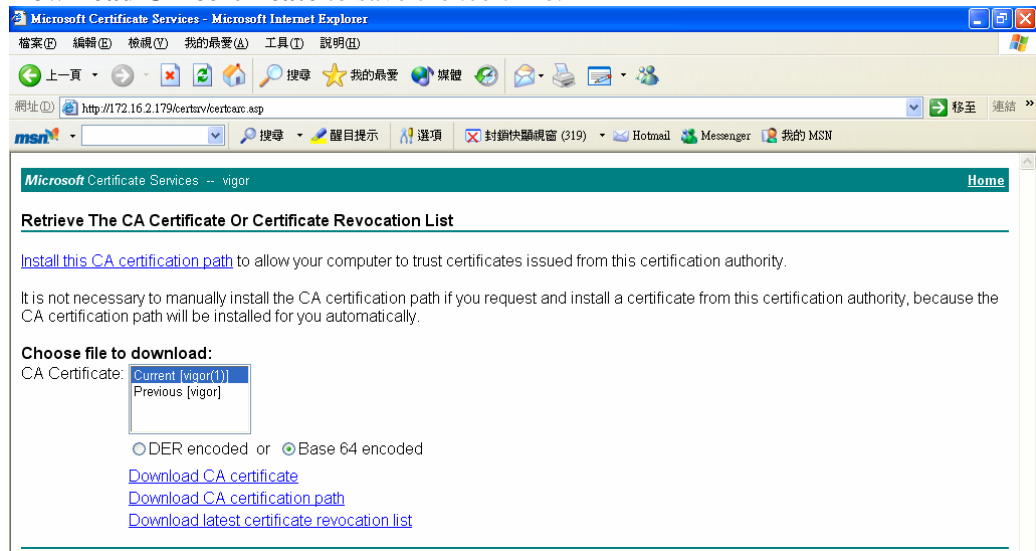 Microsoft Certificate Services - Microsoft Internet Explorer
檔案(F) 編輯(E) 檢視(V) 我的最愛(A) 工具(T) 說明(H)
上一頁 搜尋 我的最愛 媒體
網址(D) http://172.16.2.179/certsrv/certcarc.asp 移至 連結 »
msn 搜尋 醒目提示 選項 封鎖快顯視窗 (319) Hotmail Messenger 我的 MSN
Microsoft Certificate Services -- vigor Home
Retrieve The CA Certificate Or Certificate Revocation List
Install this CA certification path to allow your computer to trust certificates issued from this certification authority.
It is not necessary to manually install the CA certification path if you request and install a certificate from this certification authority, because the
CA certification path will be installed for you automatically.
Choose file to download:
CA Certificate: Current [vigor(1)]
Previous [vigor]
DER encoded or Base 64 encoded
Download CA certificate
Download CA certification path
Download latest certificate revocation list